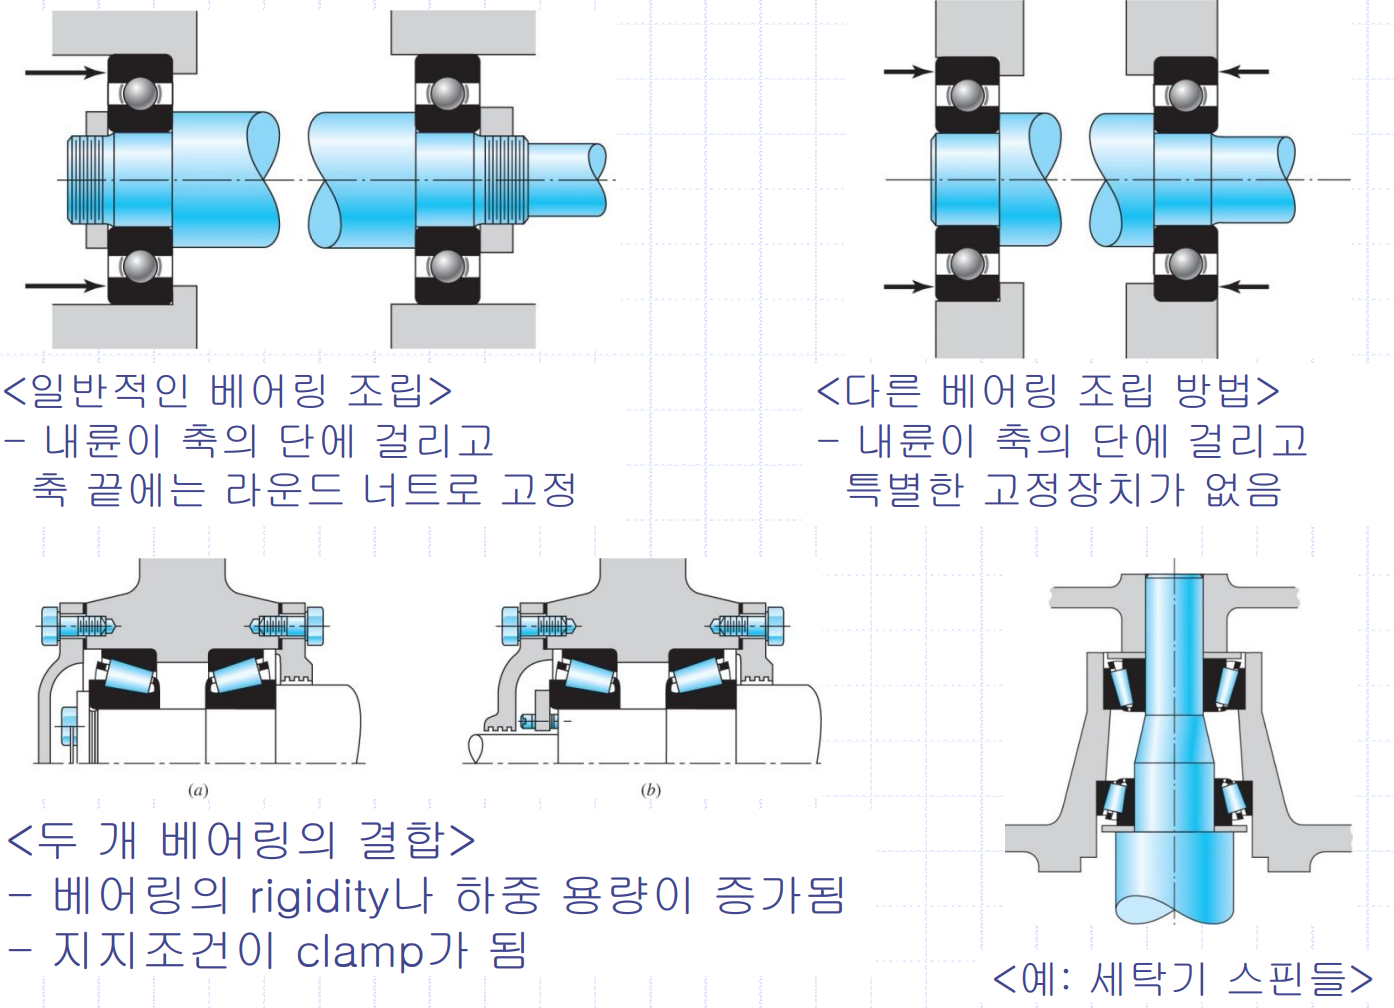 <일반적인 베어링 조립>
- 내륜이 축의 단에 걸리고
축 끝에는 라운드 너트로 고정
<다른 베어링 조립 방법>
- 내륜이 축의 단에 걸리고
특별한 고정장치가 없음
(a)
(b)
<두 개 베어링의 결합>
- 베어링의 rigidity나 하중 용량이 증가됨
- 지지조건이 clamp가 됨
<예: 세탁기 스핀들>